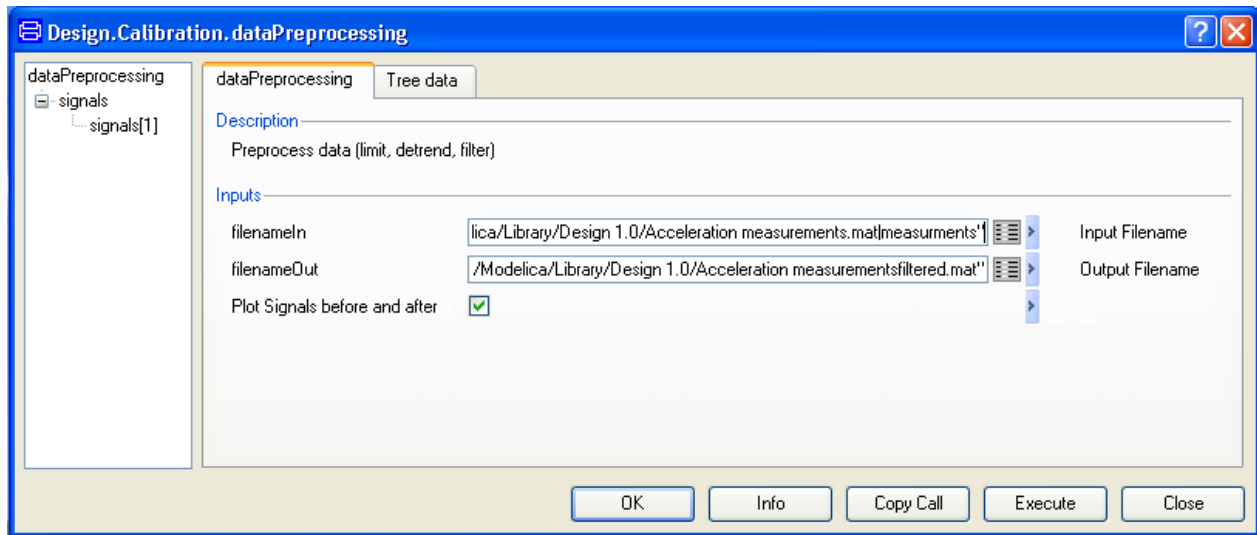 Design.Calibration.dataPreprocessing
dataPreprocessing
signals
signals[1]
dataPreprocessing Tree data
Description
Preprocess data (limit, detrend, filter)
Inputs
filenameIn lica/Library/Design 1.0/Acceleration measurements.mat|measurments" Input Filename
filenameOut /Modelica/Library/Design 1.0/Acceleration measurementsfiltered.mat" Output Filename
Plot Signals before and after
OK Info Copy Call Execute Close